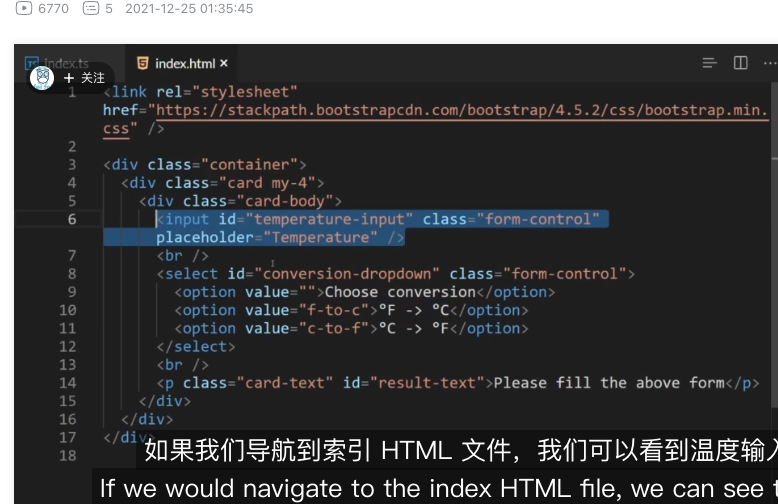 6770 5 2021-12-25 01:35:45
index.ts index.html ×
+ 关注
1 <link rel="stylesheet"
href="https://stackpath.bootstrapcdn.com/bootstrap/4.5.2/css/bootstrap.min.
css" />
2
3 <div class="container">
4 <div class="card my-4">
5 <div class="card-body">
6 <input id="temperature-input" class="form-control"
placeholder="Temperature" />
7 <br />
8 <select id="conversion-dropdown" class="form-control">
9 <option value="">Choose conversion</option>
10 <option value="f-to-c">°F -> °C</option>
11 <option value="c-to-f">°C -> °F</option>
12 </select>
13 <br />
14 <p class="card-text" id="result-text">Please fill the above form</p>
15 </div>
16 </div>
17 </div>
18
如果我们导航到索引 HTML 文件，我们可以看到温度输入
If we would navigate to the index HTML file, we can see